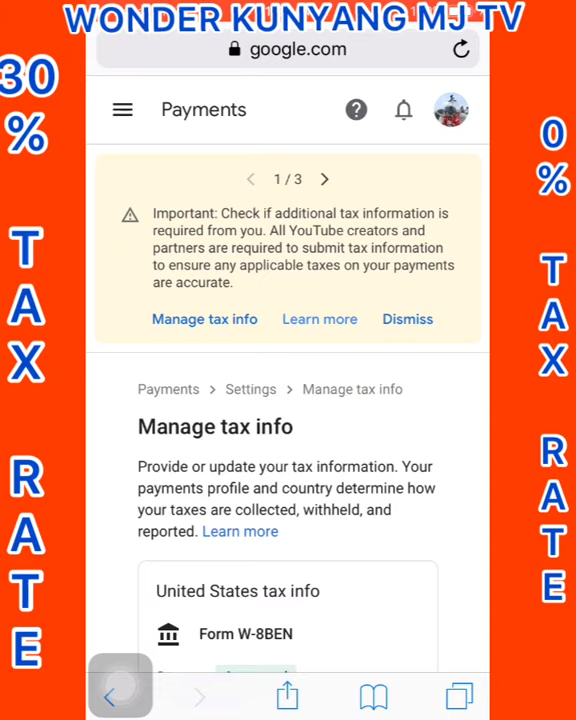 WONDER KUNYANG MJ TV
google.com
Payments
1 / 3
Important: Check if additional tax information is
required from you. All YouTube creators and
partners are required to submit tax information
to ensure any applicable taxes on your payments
are accurate.
Manage tax info Learn more Dismiss
Payments > Settings > Manage tax info
Manage tax info
Provide or update your tax information. Your
payments profile and country determine how
your taxes are collected, withheld, and
reported. Learn more
United States tax info
Form W-8BEN
30
%
TAX
RATE
0
%
TAX
RATE